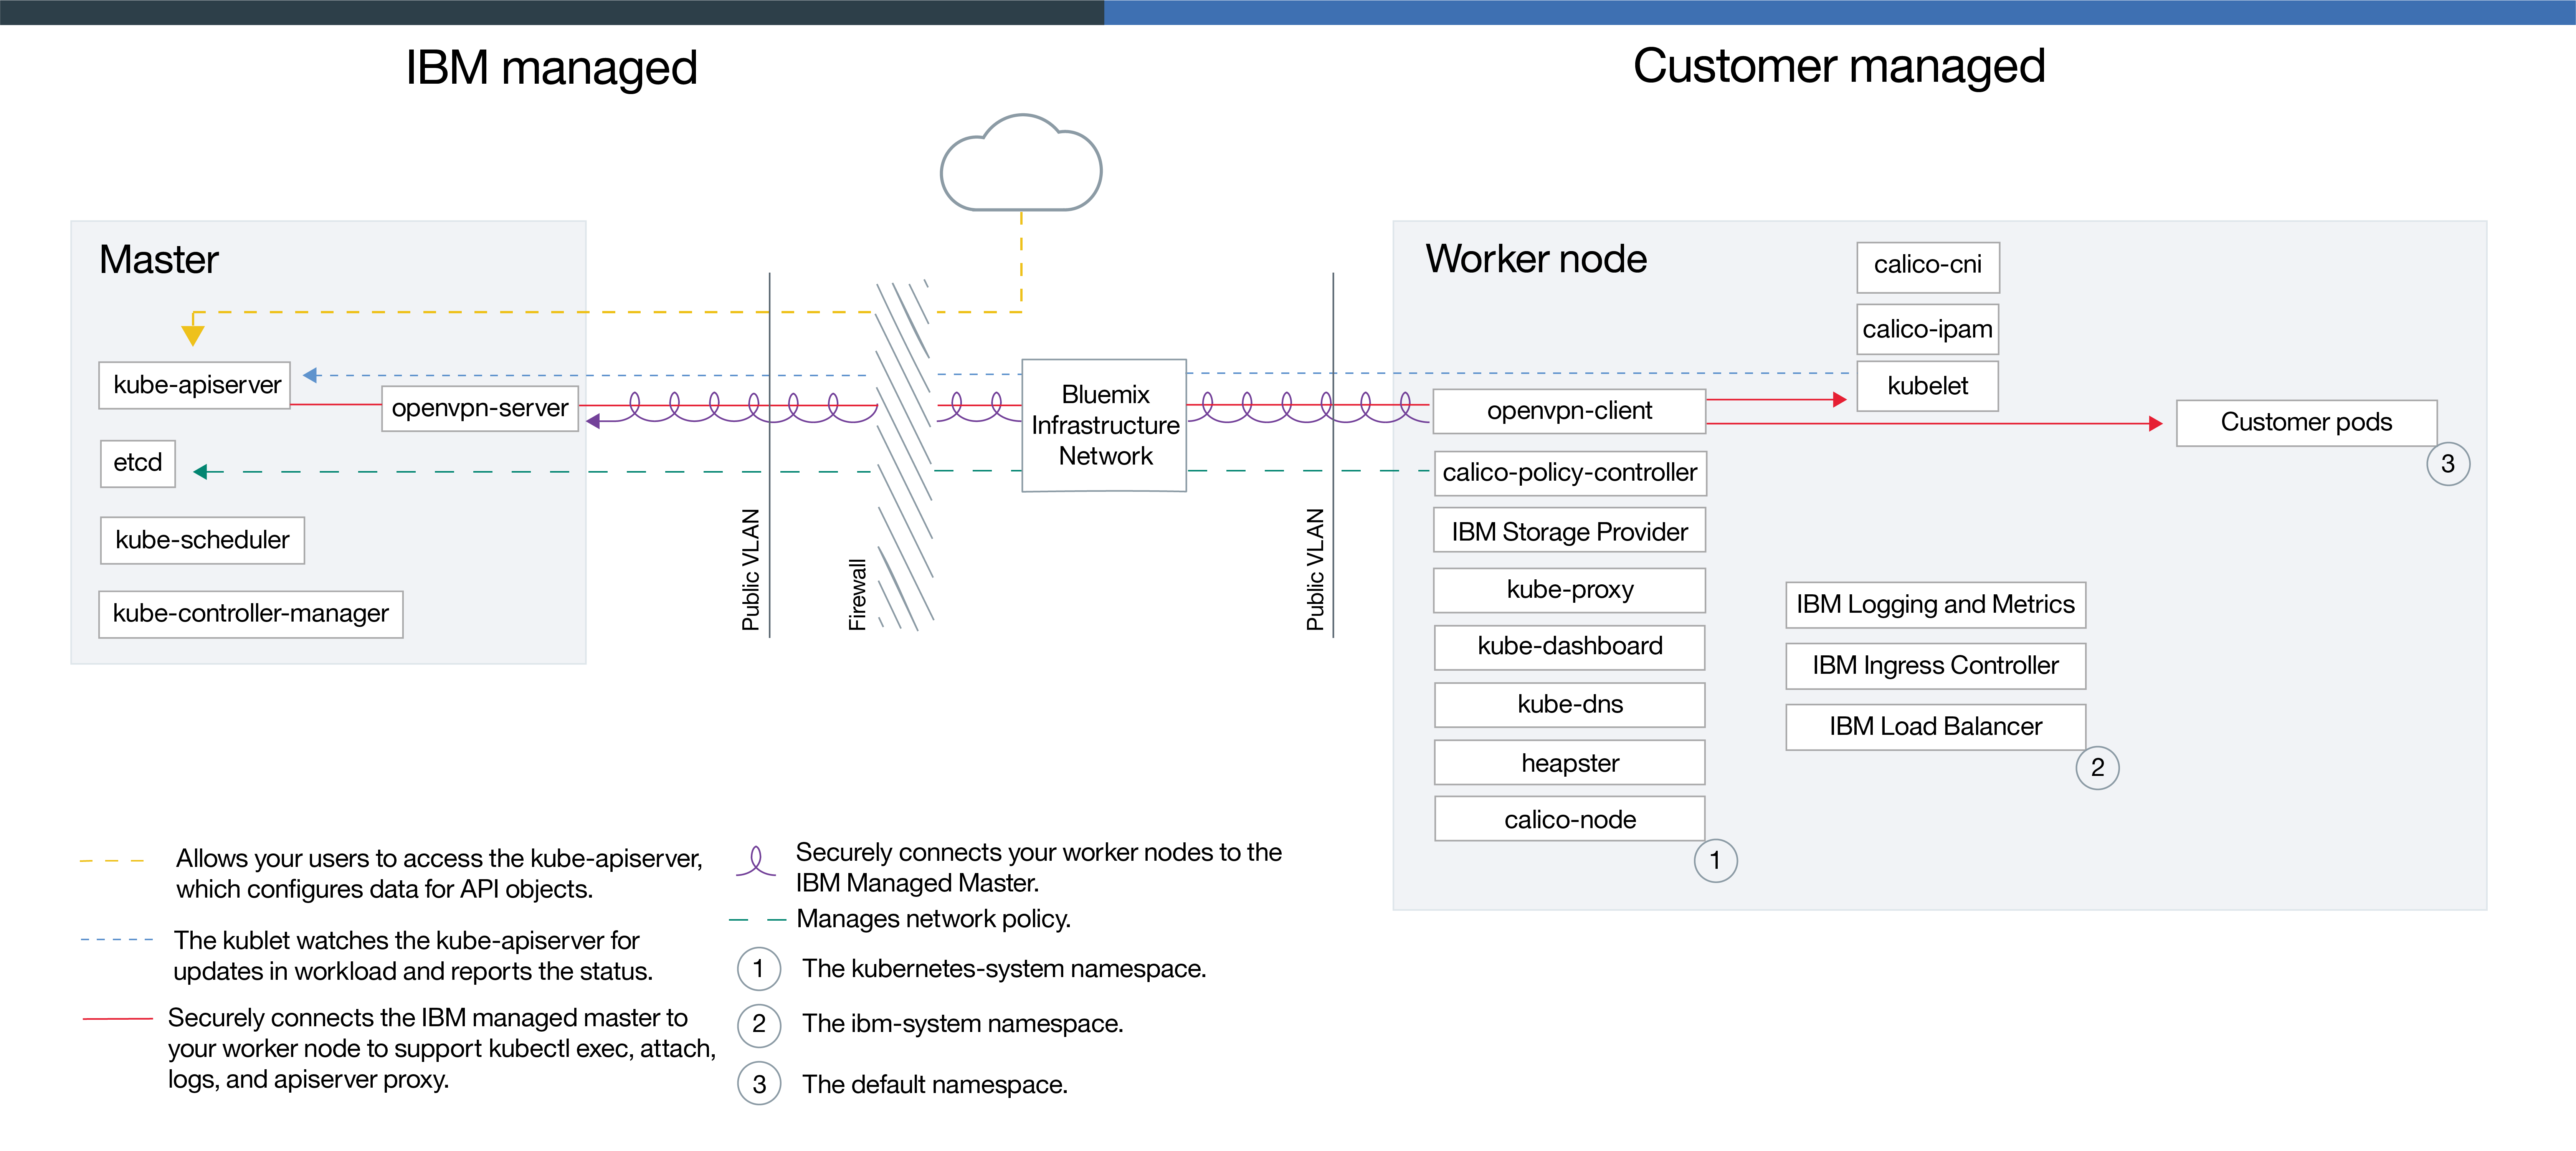 IBM managed
Customer managed
Master
kube-apiserver
openvpn-server
etcd
kube-scheduler
kube-controller-manager
Public VLAN
Firewall
Bluemix
Infrastructure
Network
Public VLAN
Worker node
calico-cni
calico-ipam
kubelet
openvpn-client
Customer pods
3
calico-policy-controller
IBM Storage Provider
kube-proxy
kube-dashboard
kube-dns
heapster
calico-node
1
IBM Logging and Metrics
IBM Ingress Controller
IBM Load Balancer
2
Allows your users to access the kube-apiserver,
which configures data for API objects.
The kublet watches the kube-apiserver for
updates in workload and reports the status.
Securely connects the IBM managed master to
your worker node to support kubectl exec, attach,
logs, and apiserver proxy.
Securely connects your worker nodes to the
IBM Managed Master.
Manages network policy.
1 The kubernetes-system namespace.
2 The ibm-system namespace.
3 The default namespace.